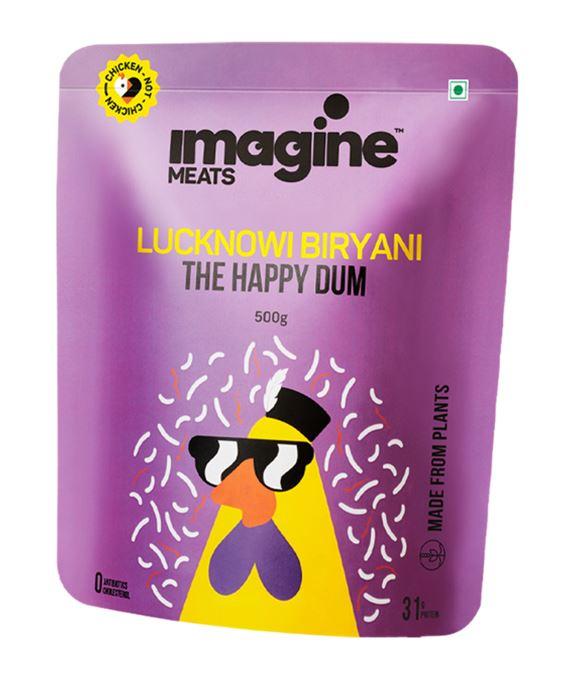 CHICKEN - NOT - CHICKEN
imagine™
MEATS
LUCKNOWI BIRYANI
THE HAPPY DUM
500g
MADE FROM PLANTS
0 ANTIBIOTICS
CHOLESTEROL
31g
PROTEIN